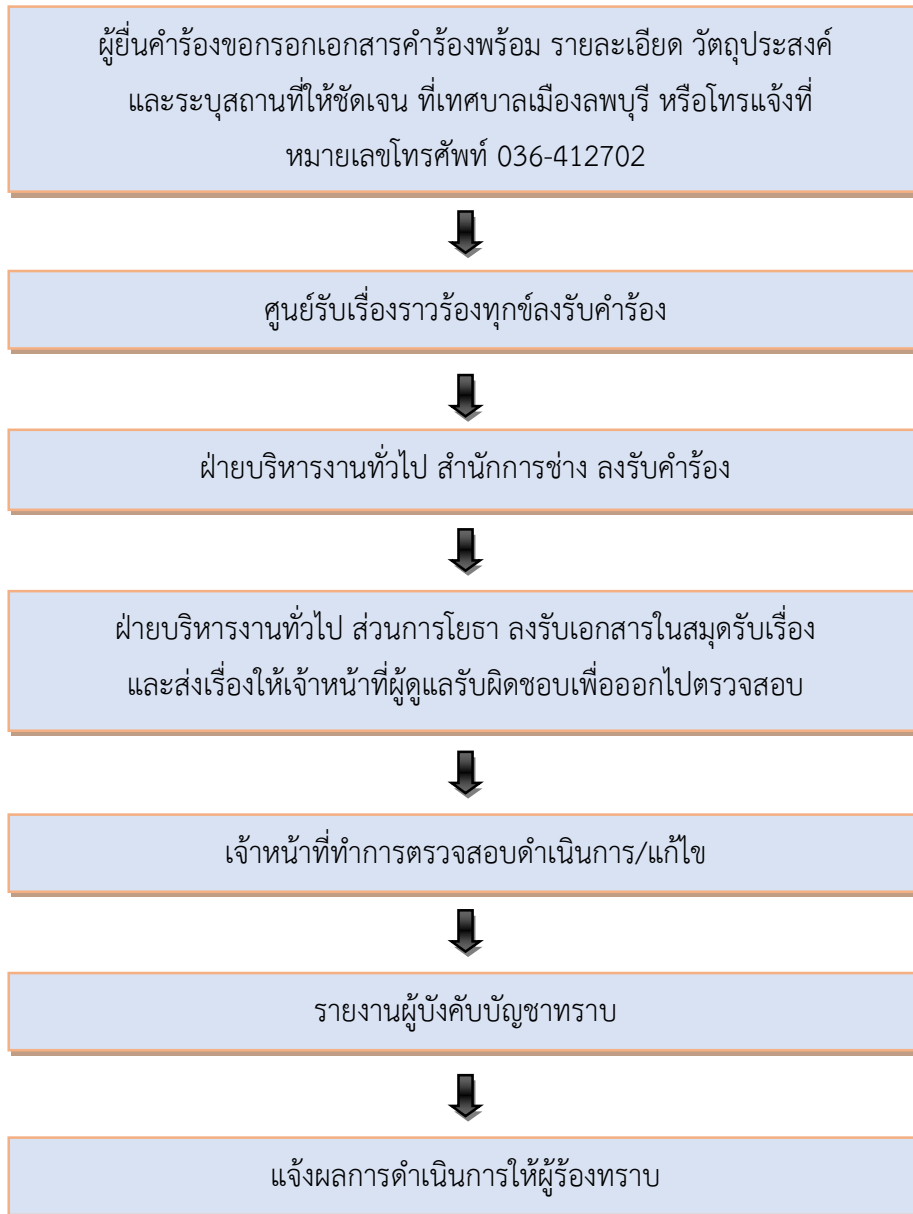 ผู้ยื่นคำร้องขอกรอกเอกสารคำร้องพร้อม รายละเอียด วัตถุประสงค์
และระบุสถานที่ให้ชัดเจน ที่เทศบาลเมืองลพบุรี หรือโทรแจ้งที่
หมายเลขโทรศัพท์ 036-412702
ศูนย์รับเรื่องราวร้องทุกข์ลงรับคำร้อง
ฝ่ายบริหารงานทั่วไป สำนักการช่าง ลงรับคำร้อง
ฝ่ายบริหารงานทั่วไป ส่วนการโยธา ลงรับเอกสารในสมุดรับเรื่อง
และส่งเรื่องให้เจ้าหน้าที่ผู้ดูแลรับผิดชอบเพื่อออกไปตรวจสอบ
เจ้าหน้าที่ทำการตรวจสอบดำเนินการ/แก้ไข
รายงานผู้บังคับบัญชาทราบ
แจ้งผลการดำเนินการให้ผู้ร้องทราบ